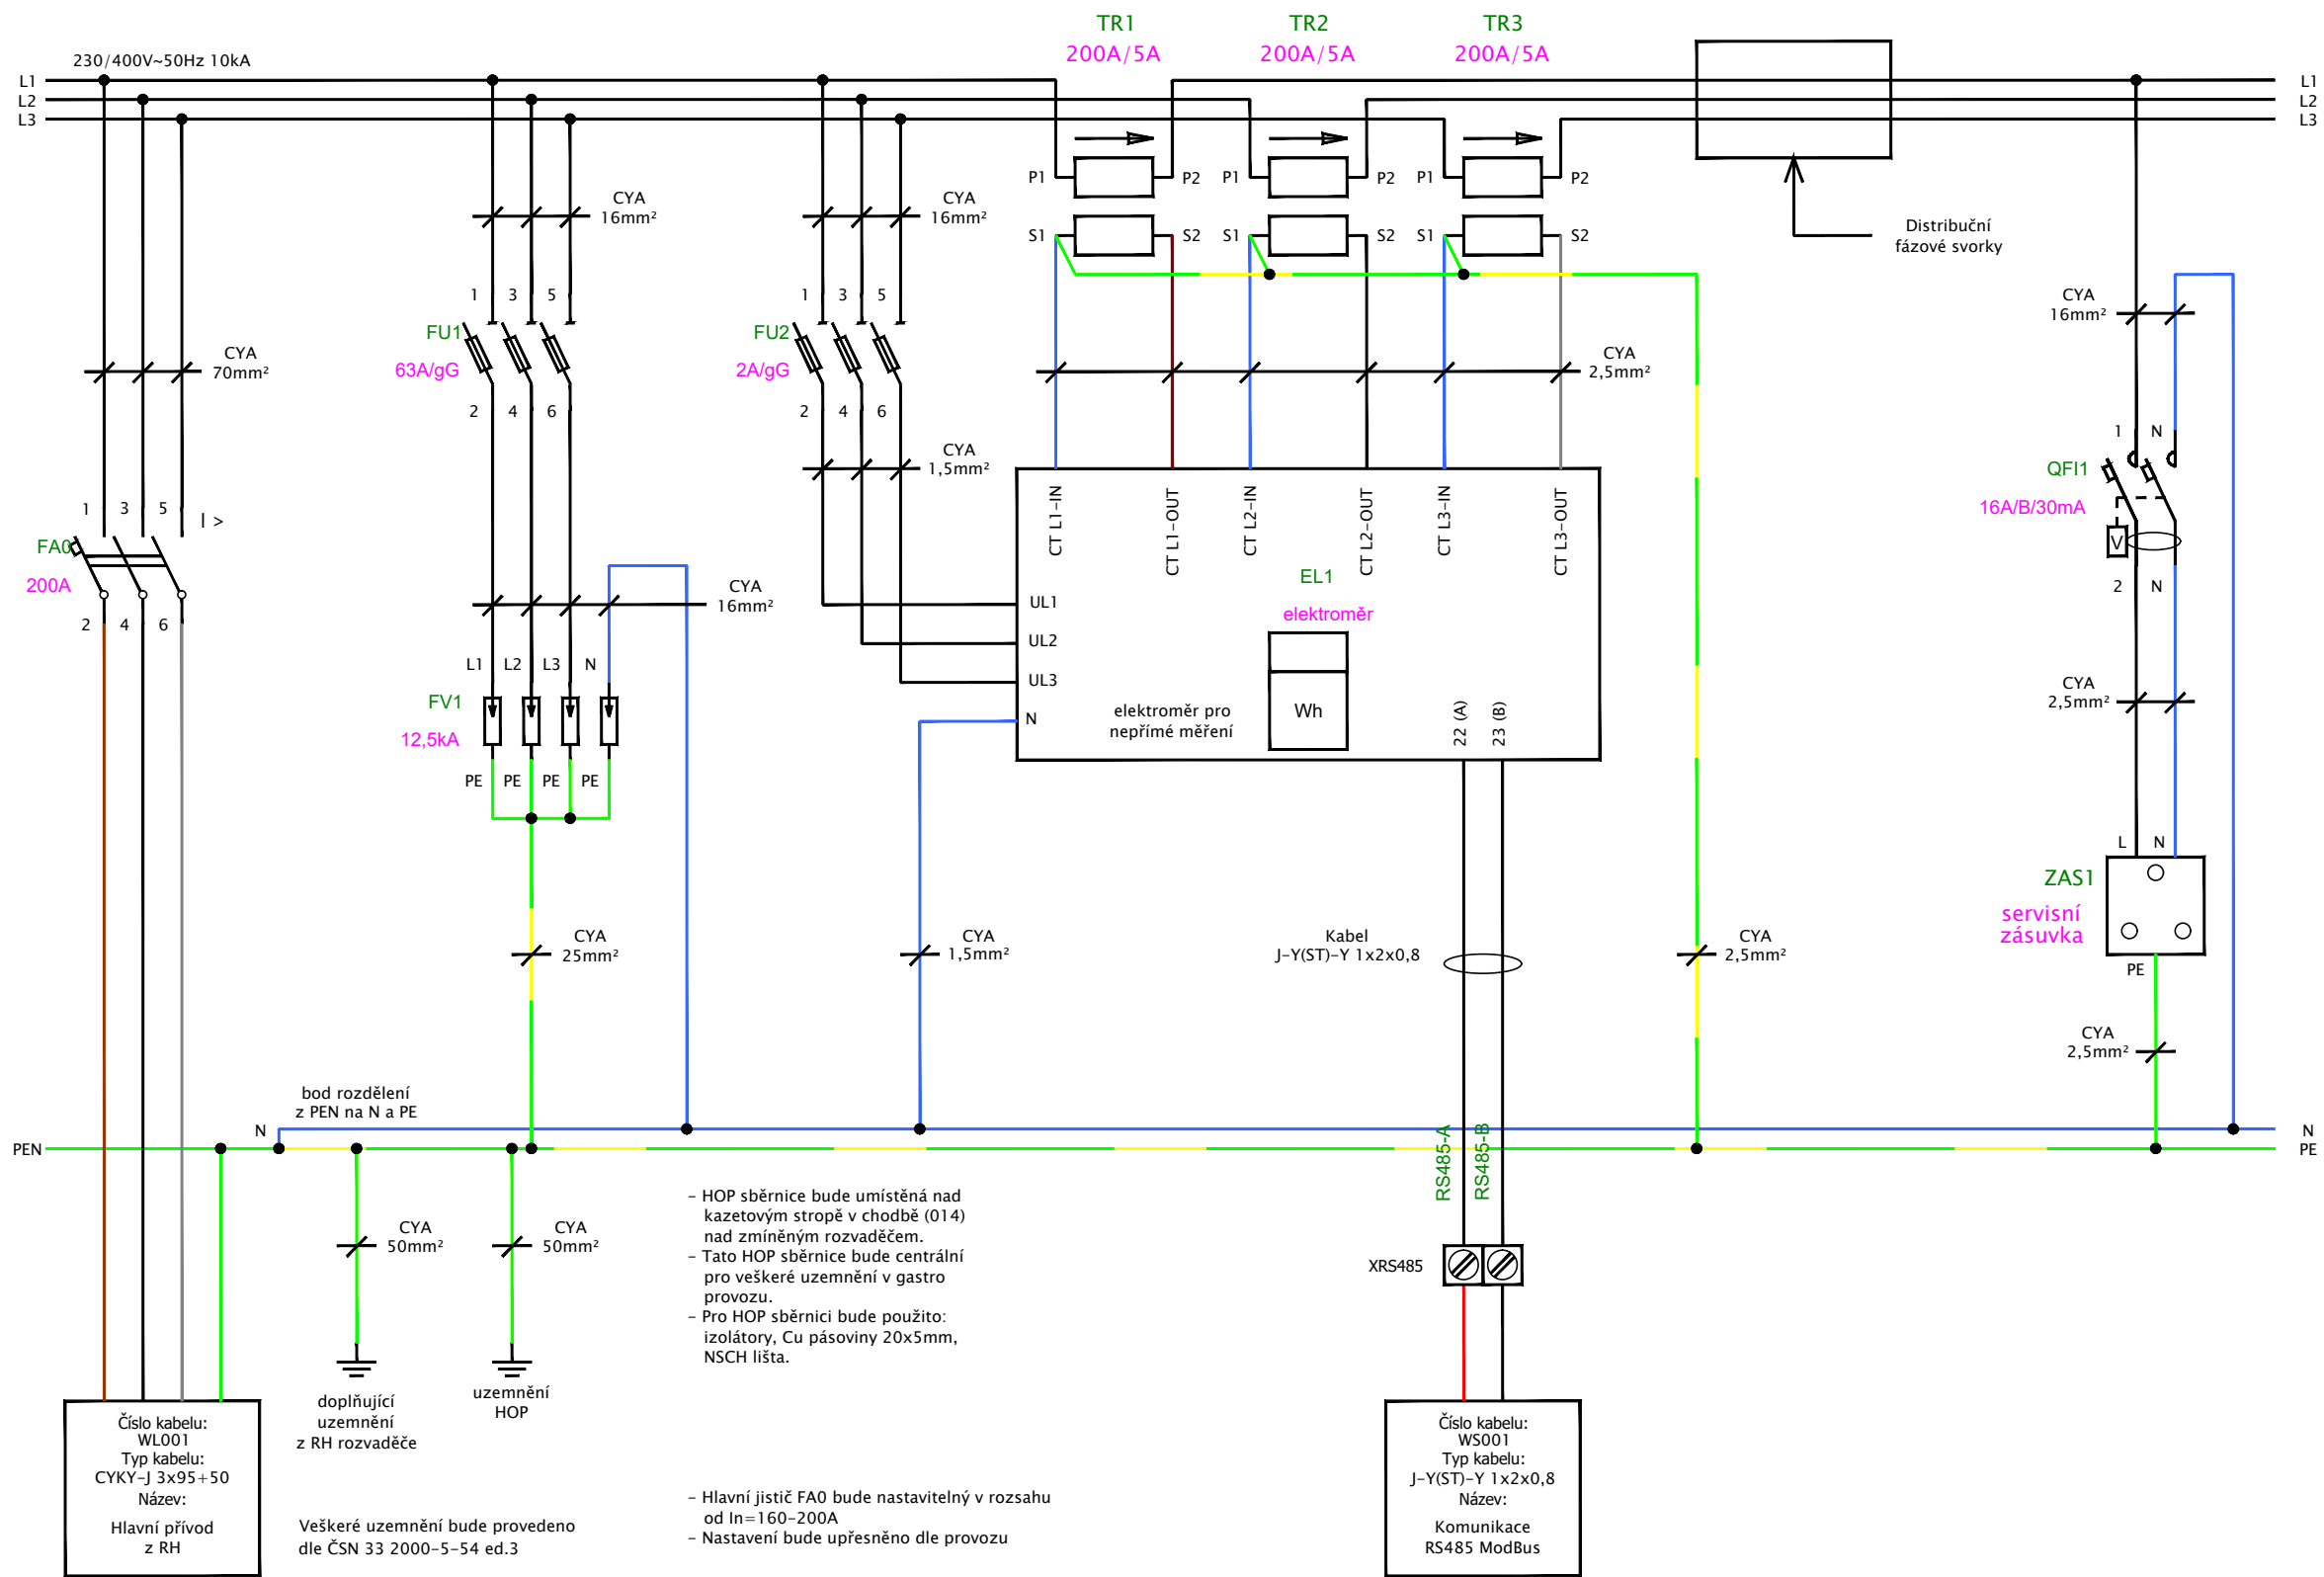 TR1
200A/5A
TR2
200A/5A
TR3
200A/5A
230/400V~50Hz 10kA
L1
L2
L3
L1
L2
L3
P1
P2
P1
P2
P1
P2
S1
S2
S1
S2
S1
S2
Distribuční
fázové svorky
CYA
16mm²
CYA
16mm²
CYA
70mm²
1
3
5
FU1
63A/gG
2
4
6
1
3
5
FU2
2A/gG
2
4
6
CYA
2,5mm²
CYA
16mm²
CYA
1,5mm²
1
3
5
I >
FA0
200A
2
4
6
CYA
16mm²
L1
L2
L3
N
FV1
12,5kA
PE
PE
PE
PE
CT L1-IN
CT L1-OUT
CT L2-IN
CT L2-OUT
CT L3-IN
CT L3-OUT
EL1
elektroměr
UL1
UL2
UL3
N
elektroměr pro
nepřímé měření
Wh
22 (A)
23 (B)
1
N
QFI1
16A/B/30mA
V
2
N
CYA
2,5mm²
L
N
ZAS1
servisní
zásuvka
PE
CYA
2,5mm²
CYA
25mm²
CYA
1,5mm²
Kabel
J-Y(ST)-Y 1x2x0,8
CYA
2,5mm²
bod rozdělení
z PEN na N a PE
N
PEN
N
PE
RS485-A
RS485-B
CYA
50mm²
CYA
50mm²
- HOP sběrnice bude umístěná nad
kazetovým stropě v chodbě (014)
nad zmíněným rozvaděčem.
- Tato HOP sběrnice bude centrální
pro veškeré uzemnění v gastro
provozu.
- Pro HOP sběrnici bude použito:
izolátory, Cu pásoviny 20x5mm,
NSCH lišta.
XRS485
doplňující
uzemnění
z RH rozvaděče
uzemnění
HOP
Číslo kabelu:
WL001
Typ kabelu:
CYKY-J 3x95+50
Název:
Hlavní přívod
z RH
Veškeré uzemnění bude provedeno
dle ČSN 33 2000-5-54 ed.3
- Hlavní jistič FA0 bude nastavitelný v rozsahu
od In=160-200A
- Nastavení bude upřesněno dle provozu
Číslo kabelu:
WS001
Typ kabelu:
J-Y(ST)-Y 1x2x0,8
Název:
Komunikace
RS485 ModBus